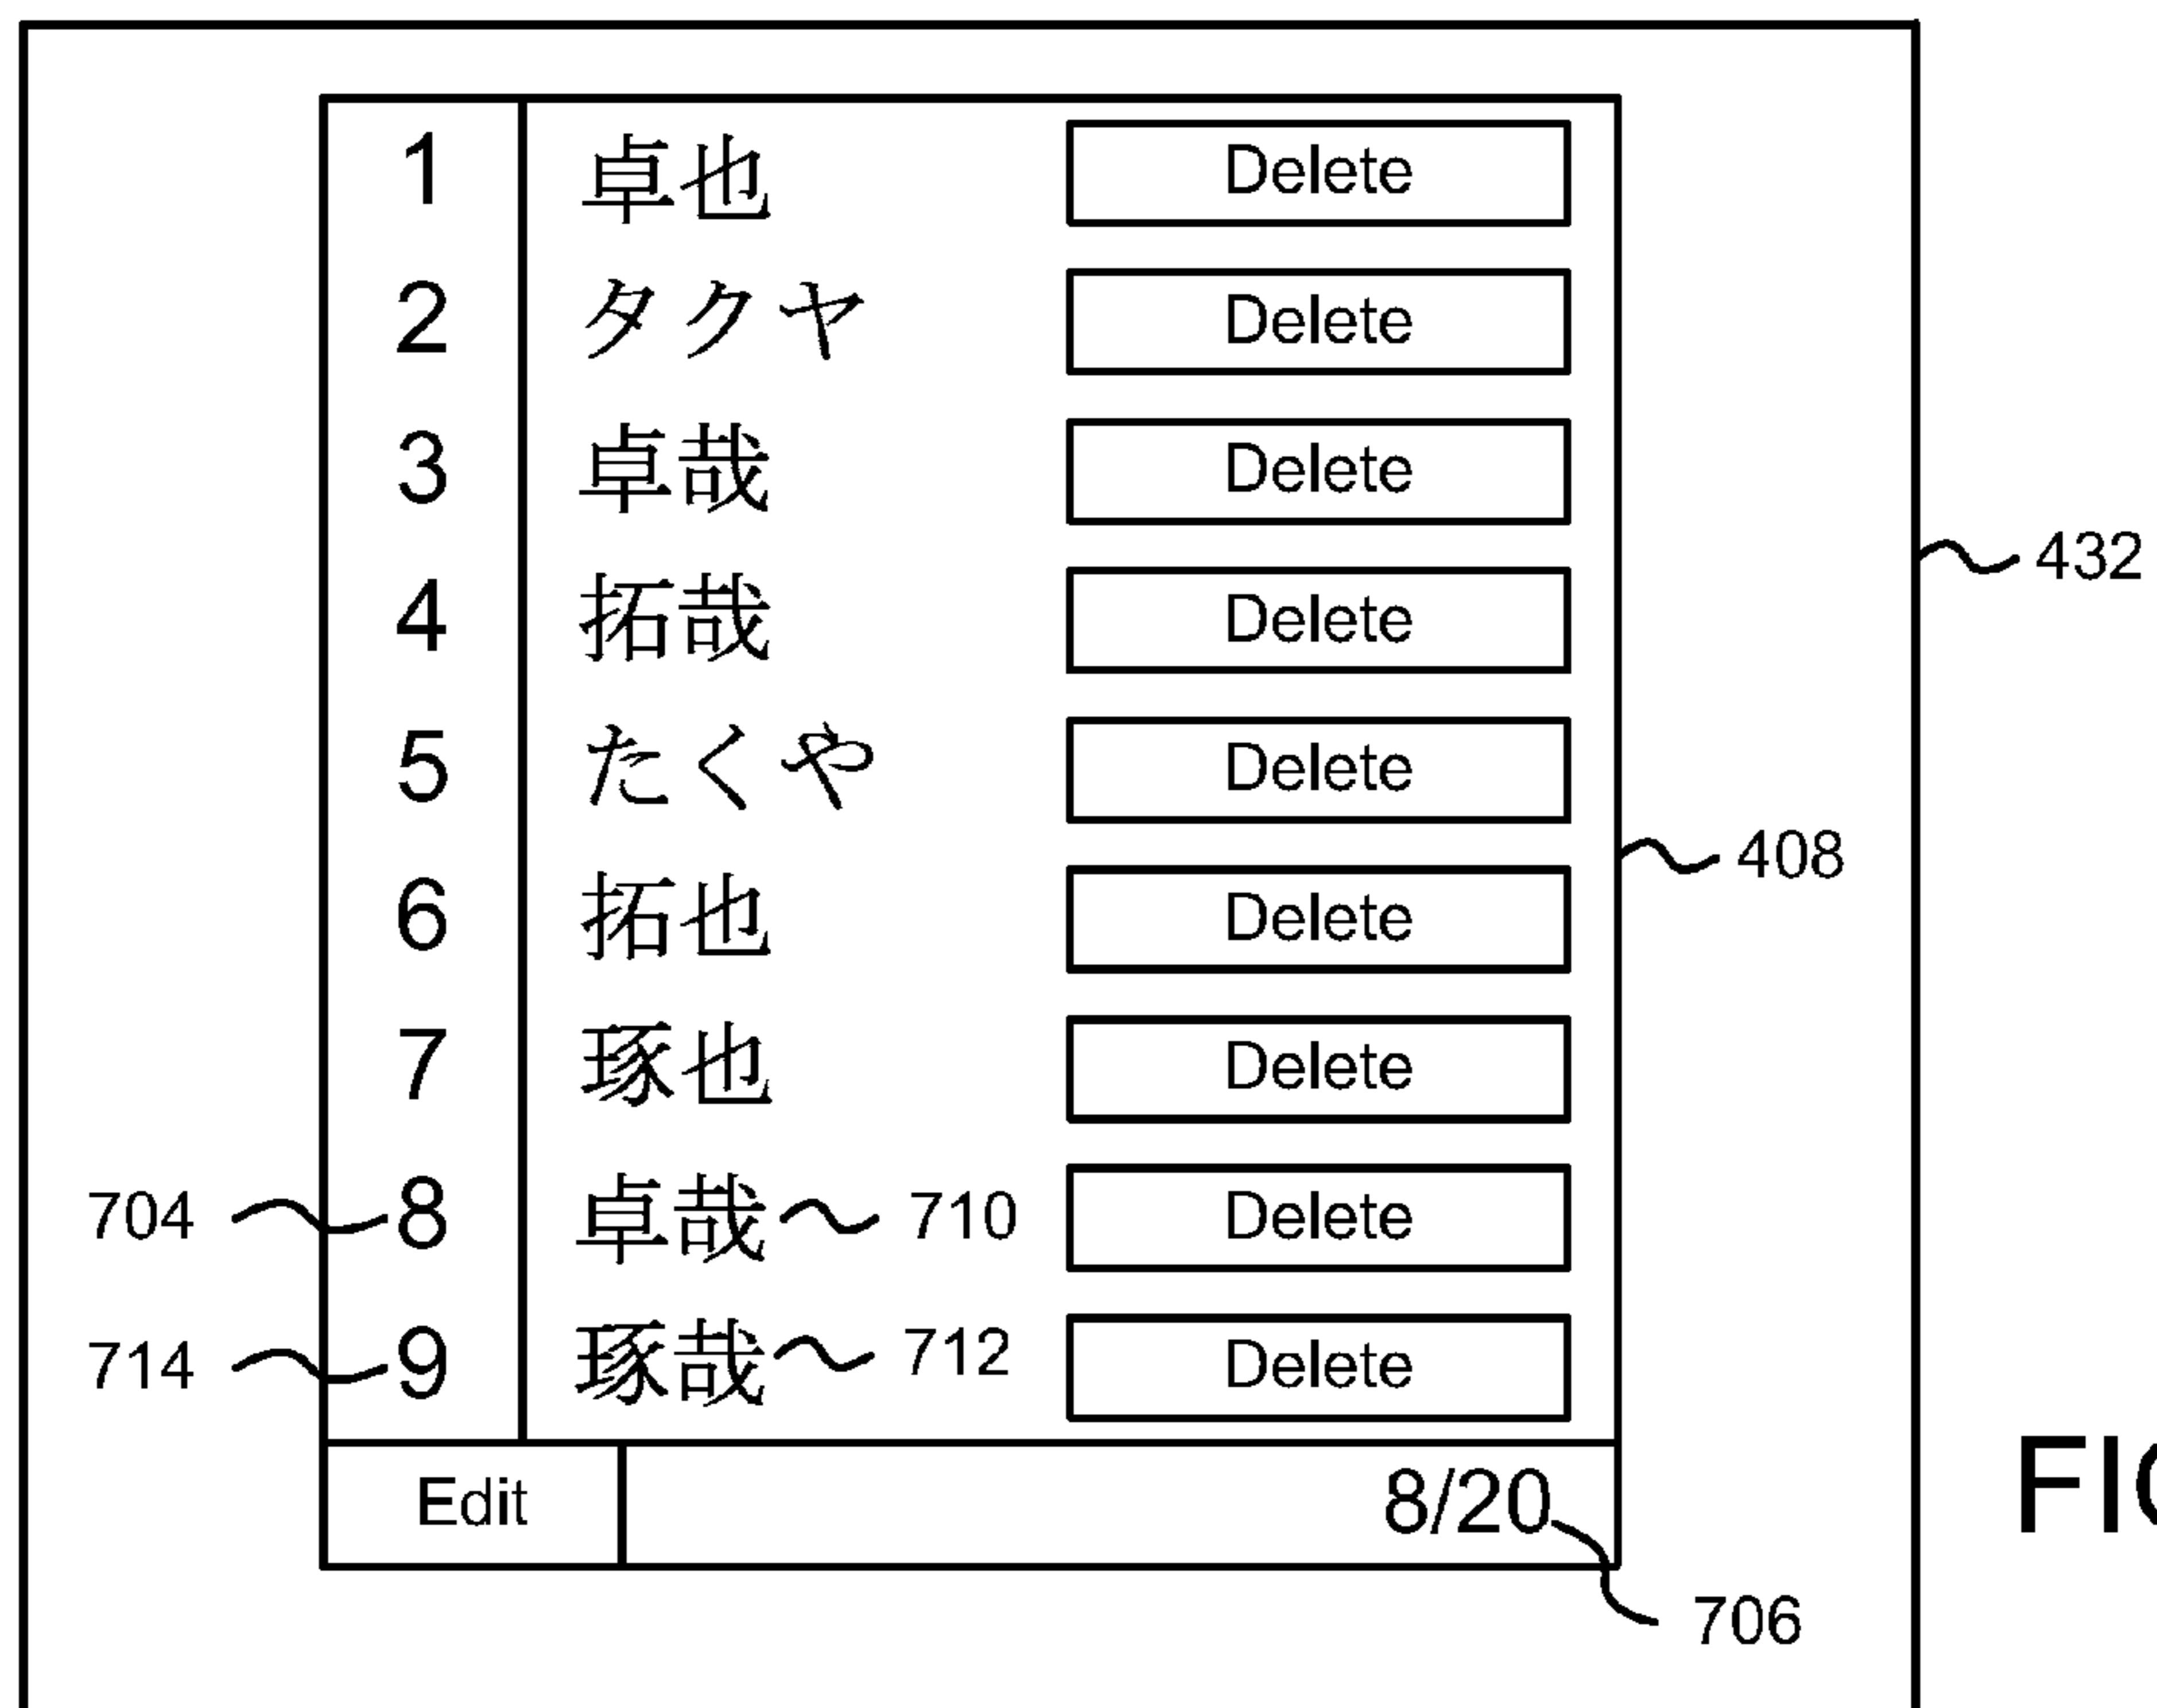 1 卓也 Delete
2 タクヤ Delete
3 卓哉 Delete
432
4 拓哉 Delete
5 たくや Delete
408
6 拓也 Delete
7 琢也 Delete
704 8 卓哉 710 Delete
714 9 琢哉 712 Delete
Edit 8/20
706